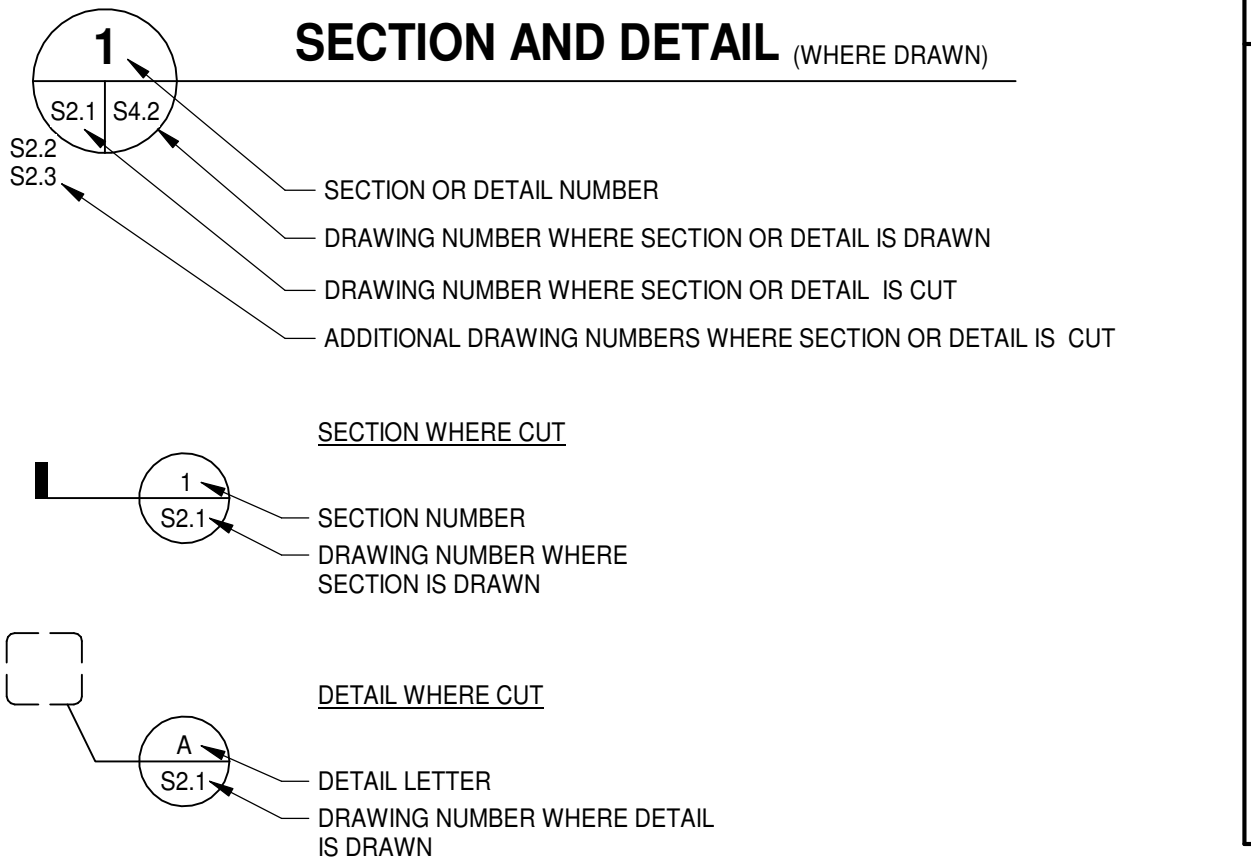 1
SECTION AND DETAIL (WHERE DRAWN)
S2.1 S4.2
S2.2
S2.3
SECTION OR DETAIL NUMBER
DRAWING NUMBER WHERE SECTION OR DETAIL IS DRAWN
DRAWING NUMBER WHERE SECTION OR DETAIL IS CUT
ADDITIONAL DRAWING NUMBERS WHERE SECTION OR DETAIL IS CUT
SECTION WHERE CUT
1
S2.1
SECTION NUMBER
DRAWING NUMBER WHERE
SECTION IS DRAWN
DETAIL WHERE CUT
A
S2.1
DETAIL LETTER
DRAWING NUMBER WHERE DETAIL
IS DRAWN